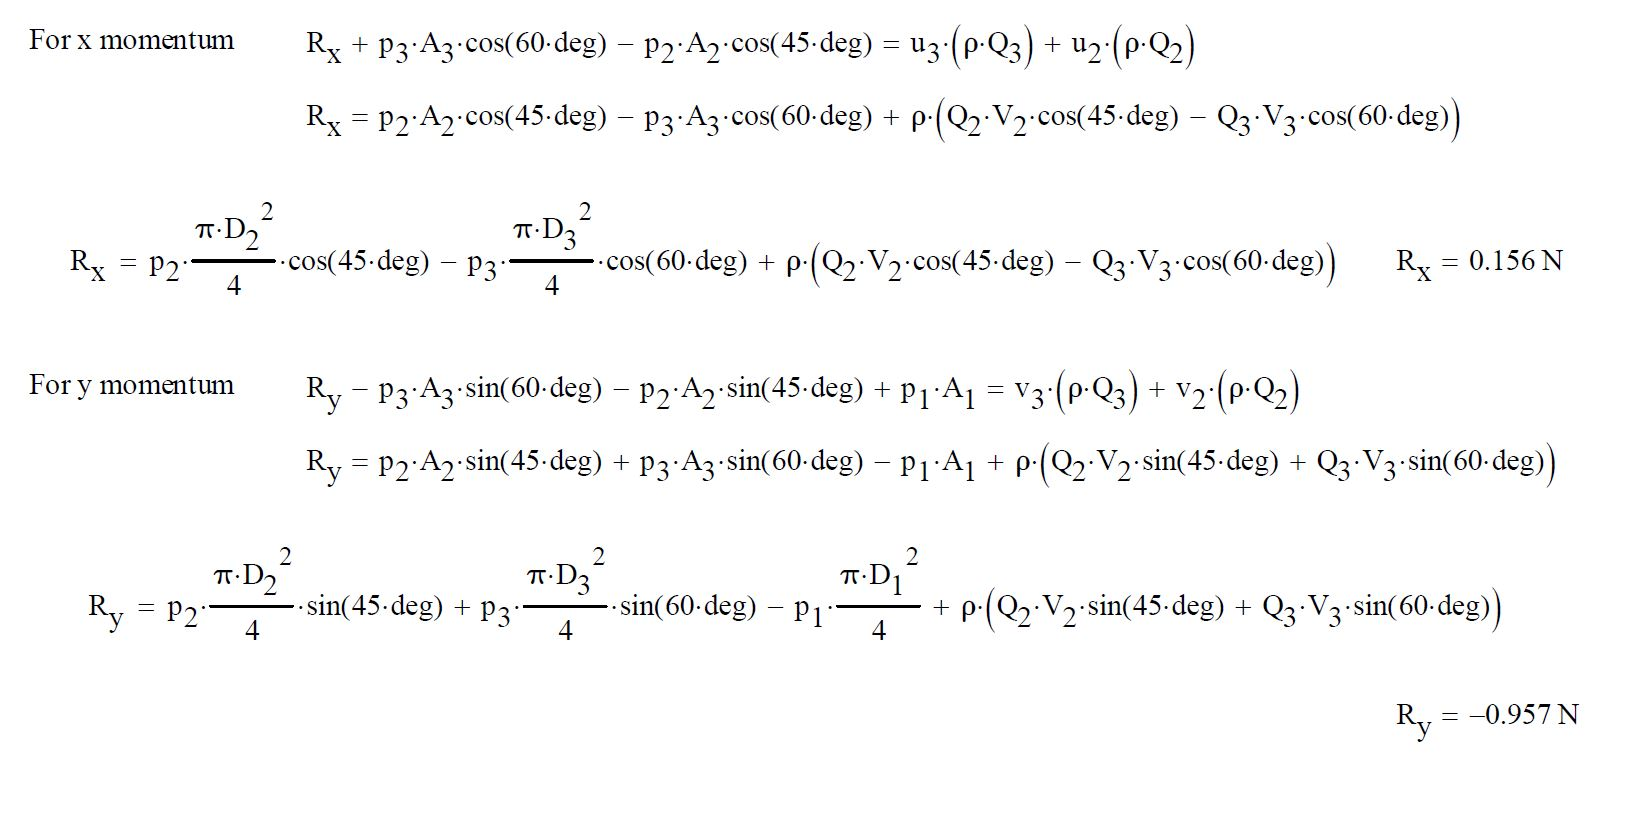 For x momentum R_x + p_3·A_3·cos(60·deg) − p_2·A_2·cos(45·deg) = u_3·(ρ·Q_3) + u_2·(ρ·Q_2)
R_x = p_2·A_2·cos(45·deg) − p_3·A_3·cos(60·deg) + ρ·(Q_2·V_2·cos(45·deg) − Q_3·V_3·cos(60·deg))
R_x = p_2·(π·D_2^2)/4·cos(45·deg) − p_3·(π·D_3^2)/4·cos(60·deg) + ρ·(Q_2·V_2·cos(45·deg) − Q_3·V_3·cos(60·deg)) R_x = 0.156 N
For y momentum R_y − p_3·A_3·sin(60·deg) − p_2·A_2·sin(45·deg) + p_1·A_1 = v_3·(ρ·Q_3) + v_2·(ρ·Q_2)
R_y = p_2·A_2·sin(45·deg) + p_3·A_3·sin(60·deg) − p_1·A_1 + ρ·(Q_2·V_2·sin(45·deg) + Q_3·V_3·sin(60·deg))
R_y = p_2·(π·D_2^2)/4·sin(45·deg) + p_3·(π·D_3^2)/4·sin(60·deg) − p_1·(π·D_1^2)/4 + ρ·(Q_2·V_2·sin(45·deg) + Q_3·V_3·sin(60·deg))
R_y = −0.957 N